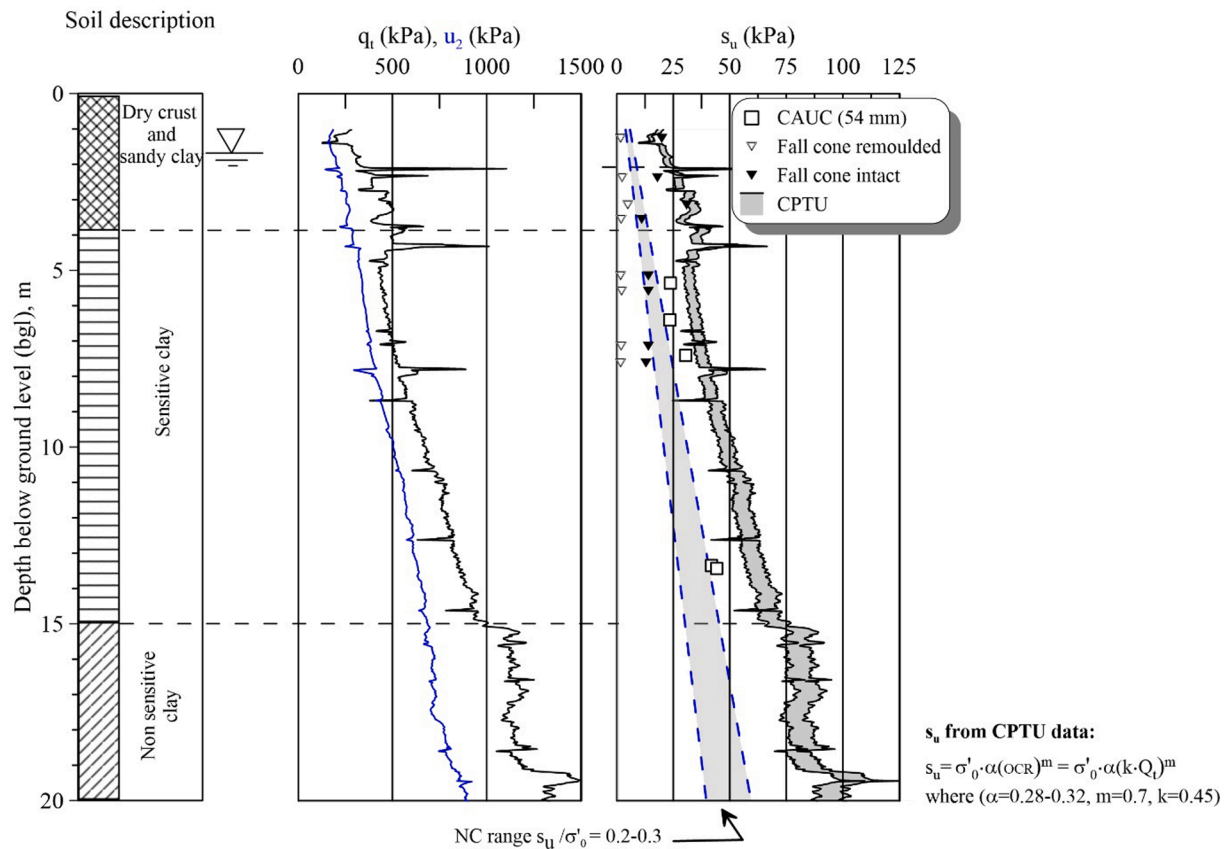 Soil description
qt (kPa), u2 (kPa)
su (kPa)
0 500 1000 1500
0 25 50 75 100 125
0
5
10
15
20
Depth below ground level (bgl), m
Dry crust
and
sandy clay
Sensitive clay
Non sensitive
clay
CAUC (54 mm)
Fall cone remoulded
Fall cone intact
CPTU
su from CPTU data:
su= σ'0·α(OCR)^m = σ'0·α(k·Qt)^m
where (α=0.28-0.32, m=0.7, k=0.45)
NC range su/σ'0 = 0.2-0.3